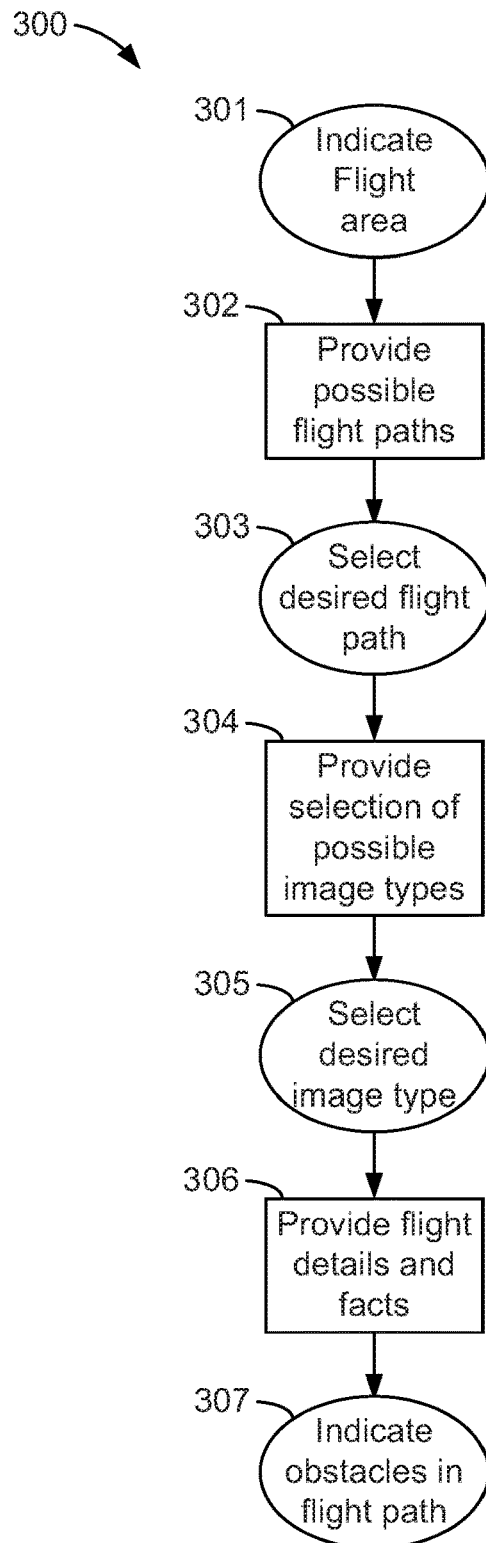 300
301
Indicate
Flight
area
302
Provide
possible
flight paths
303
Select
desired flight
path
304
Provide
selection of
possible
image types
305
Select
desired
image type
306
Provide flight
details and
facts
307
Indicate
obstacles in
flight path